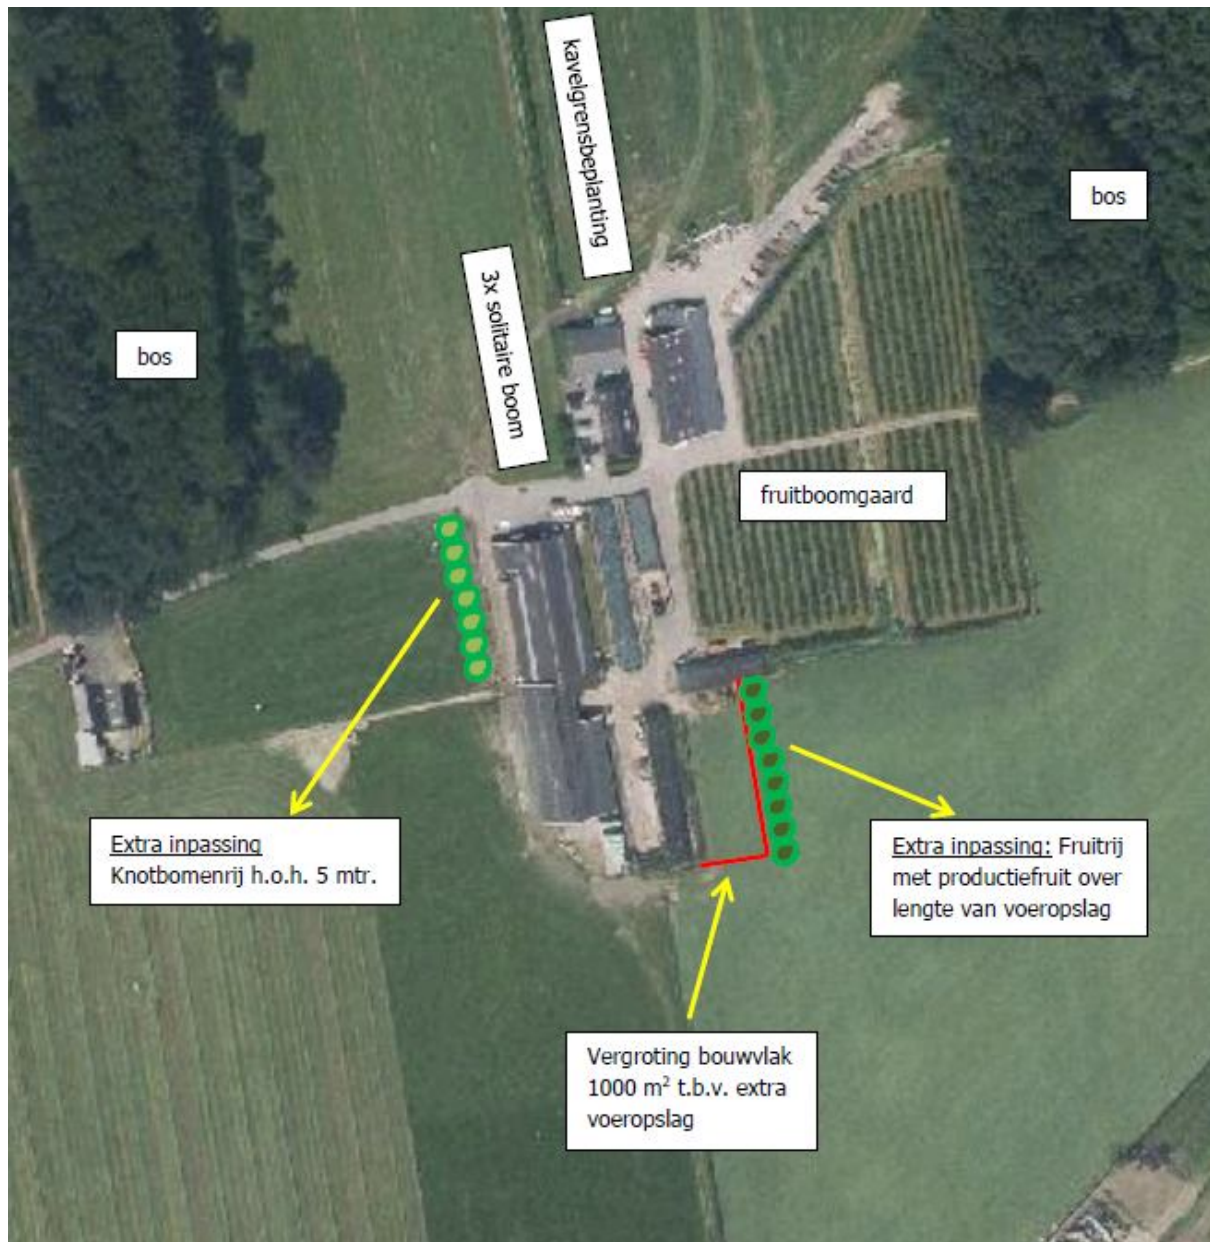 kavelgrensbeplanting
bos
3x solitaire boom
bos
fruitboomgaard
Extra inpassing
Knotbomenrij h.o.h. 5 mtr.
Extra inpassing: Fruitrij
met productiefruit over
lengte van voeropslag
Vergroting bouwvlak
1000 m² t.b.v. extra
voeropslag